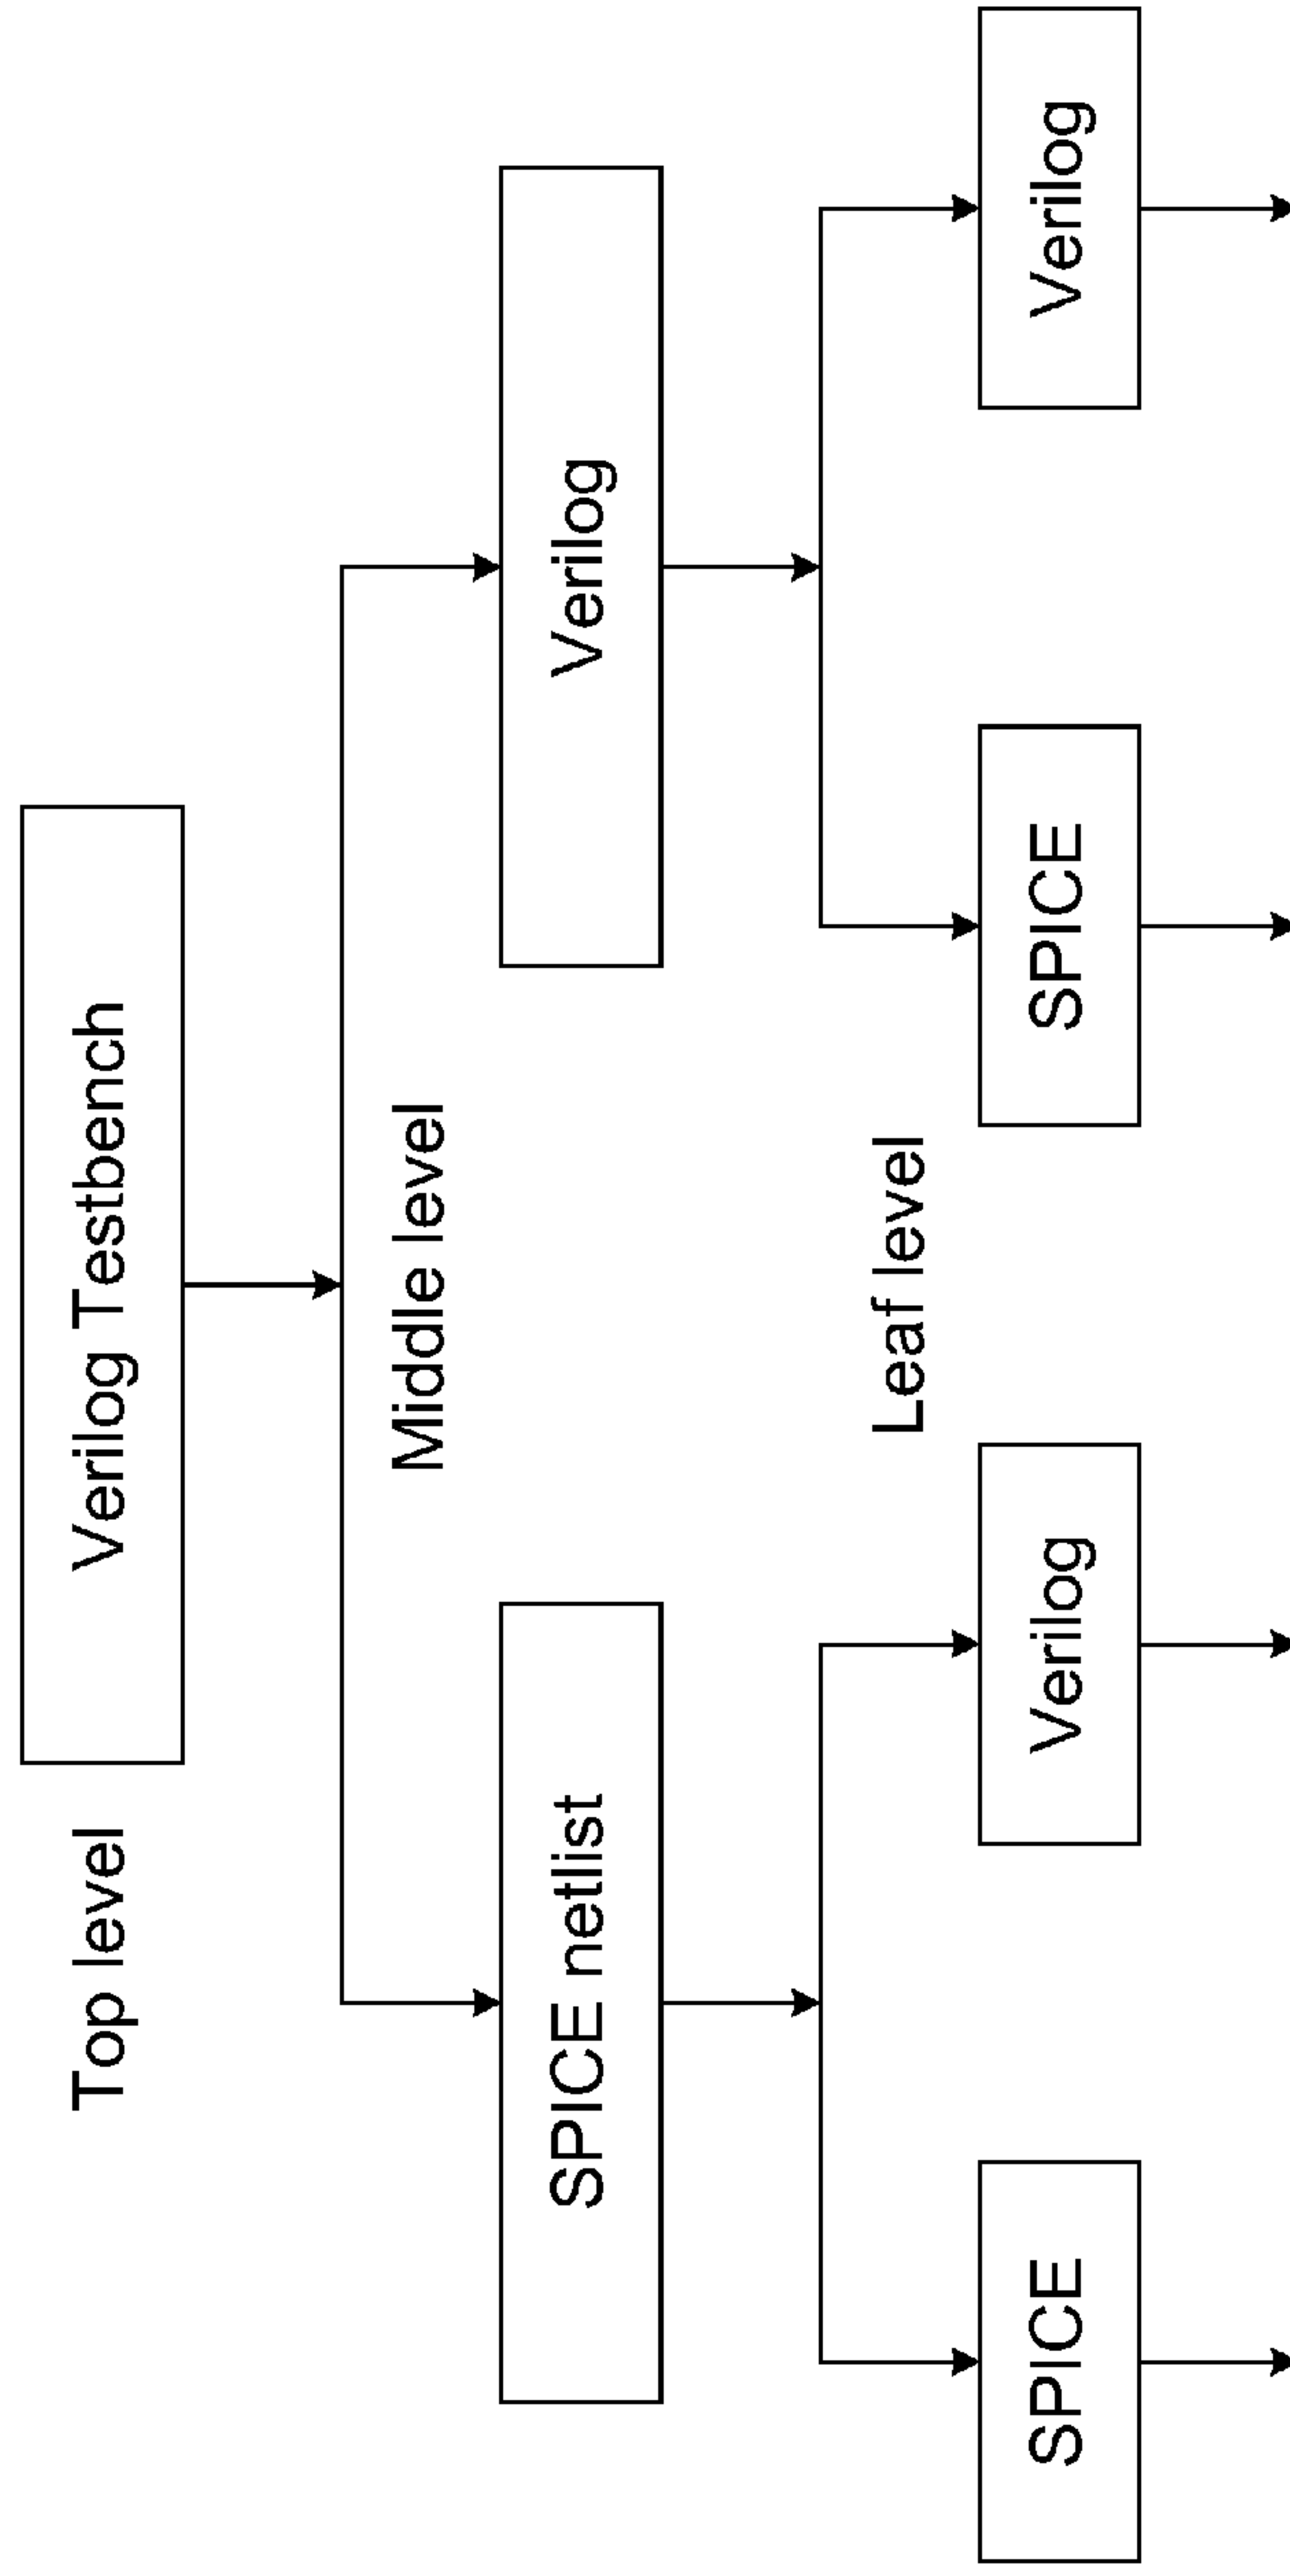 Top level
Verilog Testbench
Middle level
SPICE netlist
Verilog
Leaf level
SPICE
Verilog
SPICE
Verilog